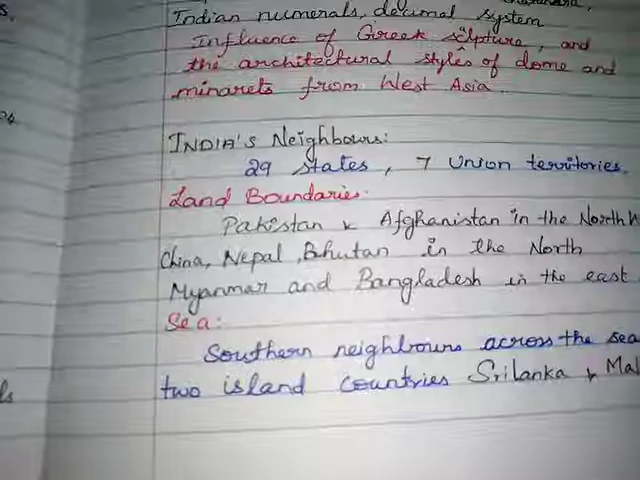 Indian numerals, decimal system
Influence of Greek sculpture, and
the architectural styles of dome and
minarets from West Asia.
INDIA'S Neighbours:
29 states, 7 Union territories.
Land Boundaries:
Pakistan & Afghanistan in the North
China, Nepal, Bhutan in the North
Myanmar and Bangladesh in the east
Sea:
Southern neighbours across the sea
two island countries Srilanka & Mal